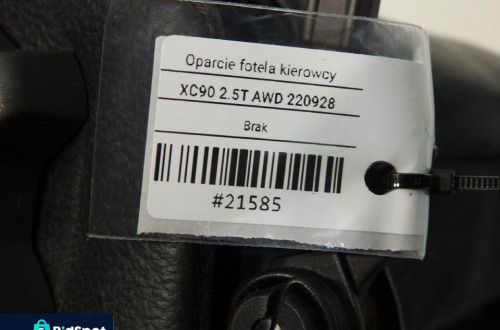 Oparcie fotela kierowcy
XC90 2.5T AWD 220928
Brak
#21585